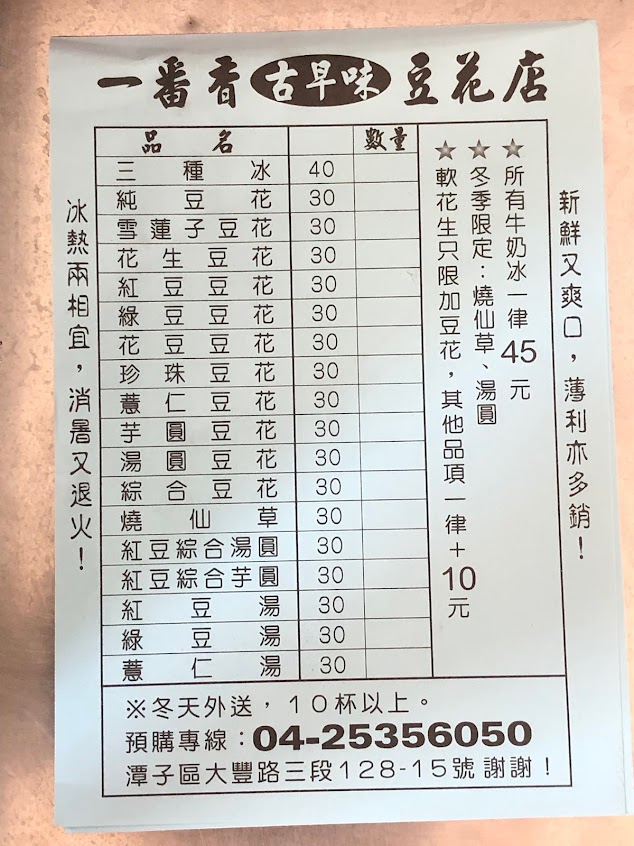 一番香 古早味 豆花店
品名 數量
三種冰 40
純豆花 30
雪蓮子豆花 30
花生豆花 30
紅豆豆花 30
綠豆豆花 30
花豆豆花 30
珍珠豆花 30
薏仁豆花 30
芋圓豆花 30
湯圓豆花 30
綜合豆花 30
燒仙草 30
紅豆綜合湯圓 30
紅豆綜合芋圓 30
紅豆湯 30
綠豆湯 30
薏仁湯 30
★所有牛奶冰一律45元
★冬季限定：燒仙草、湯圓
★軟花生只限加豆花，其他品項一律+10元
新鮮又爽口，薄利亦多銷！
冰熱兩相宜，消暑又退火！
※冬天外送，10杯以上。
預購專線：04-25356050
潭子區大豐路三段128-15號 謝謝！